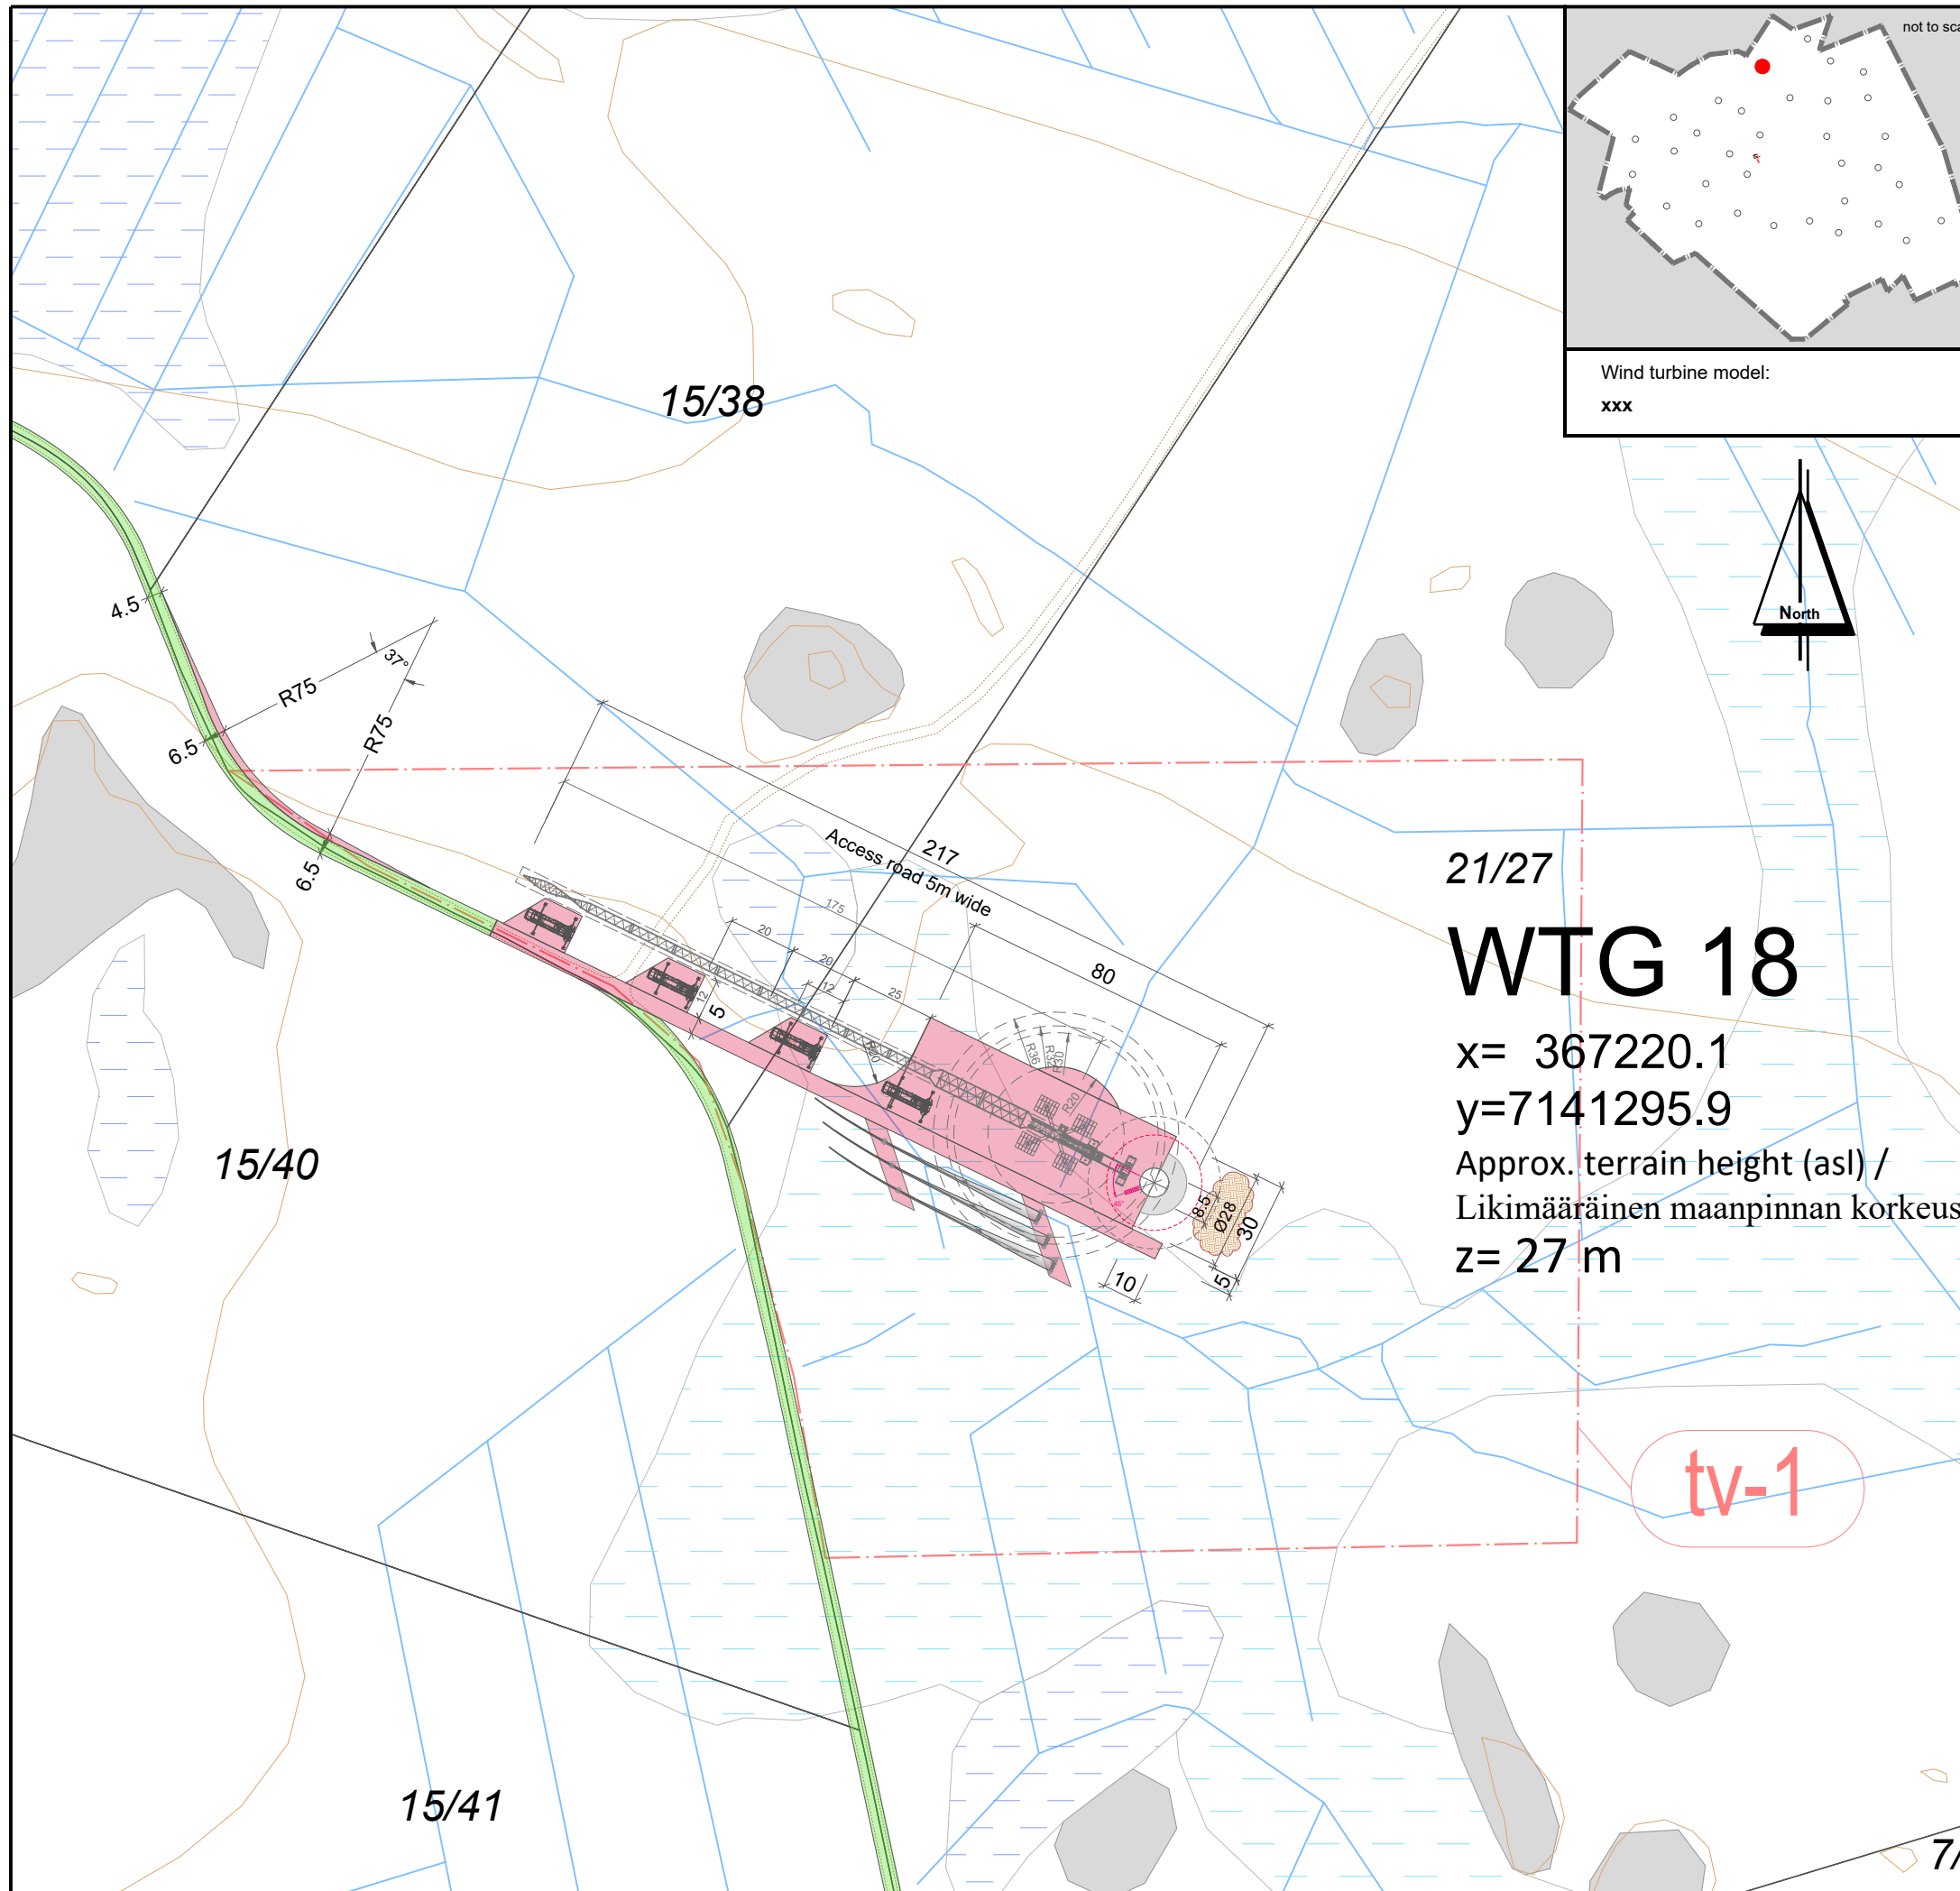 not to sca
Wind turbine model:
xxx
15/38
North
4.5
37°
R75
R75
6.5
6.5
217
Access road 5m wide
175
20
20
12
25
80
12
5
R20
R36
R32
R30
R20
21/27
WTG 18
x= 367220.1
y=7141295.9
Approx. terrain height (asl) /
Likimääräinen maanpinnan korkeus
z= 27 m
15/40
8.5
Ø28
30
10
5
tv-1
15/41
7/